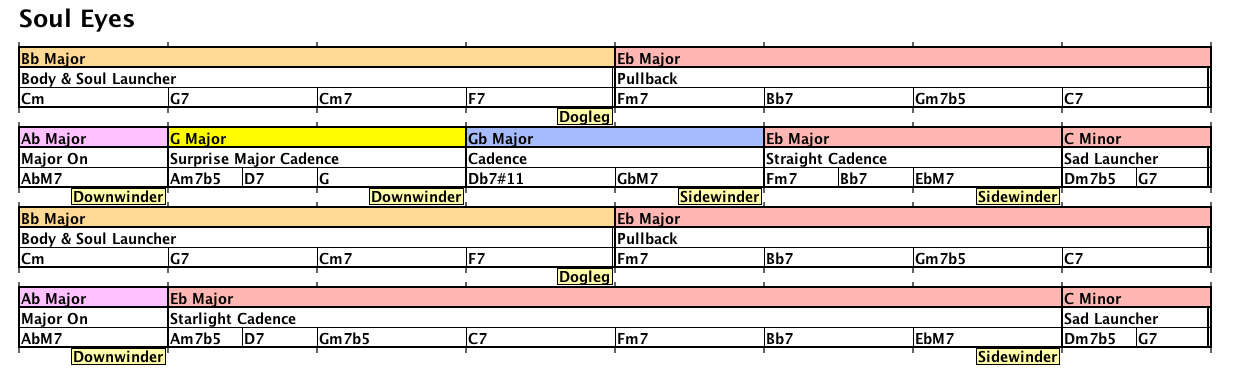 Soul Eyes
Bb Major Eb Major
Body & Soul Launcher Pullback
Cm G7 Cm7 F7 Fm7 Bb7 Gm7b5 C7
Dogleg
Ab Major G Major Gb Major Eb Major C Minor
Major On Surprise Major Cadence Cadence Straight Cadence Sad Launcher
AbM7 Am7b5 D7 G Db7#11 GbM7 Fm7 Bb7 EbM7 Dm7b5 G7
Downwinder Downwinder Sidewinder Sidewinder
Bb Major Eb Major
Body & Soul Launcher Pullback
Cm G7 Cm7 F7 Fm7 Bb7 Gm7b5 C7
Dogleg
Ab Major Eb Major C Minor
Major On Starlight Cadence Sad Launcher
AbM7 Am7b5 D7 Gm7b5 C7 Fm7 Bb7 EbM7 Dm7b5 G7
Downwinder Sidewinder